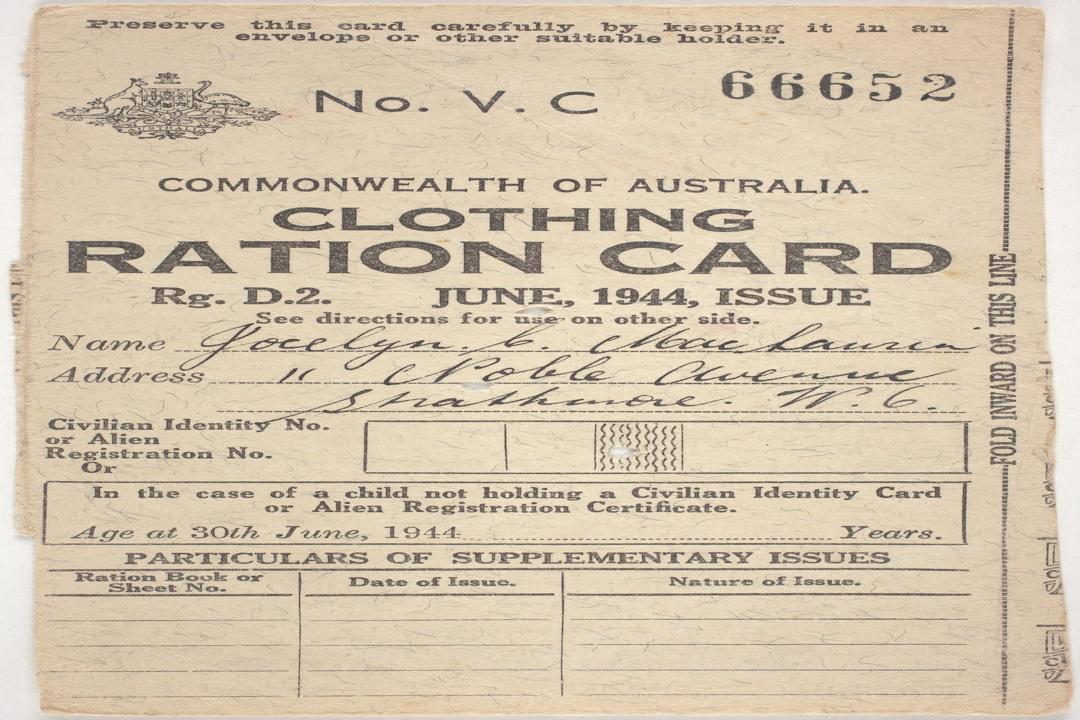 Preserve this card carefully by keeping it in an
envelope or other suitable holder.
No. V. C 66652
COMMONWEALTH OF AUSTRALIA.
CLOTHING
RATION CARD
Rg. D.2. JUNE, 1944, ISSUE
See directions for use on other side.
Name Jocelyn. C. MacLaurin
Address 11 Noble Avenue
Strathmore. W. 6.
Civilian Identity No.
or Alien
Registration No.
Or
In the case of a child not holding a Civilian Identity Card
or Alien Registration Certificate.
Age at 30th June, 1944 Years.
PARTICULARS OF SUPPLEMENTARY ISSUES
Ration Book or
Sheet No.
Date of Issue.
Nature of Issue.
FOLD INWARD ON THIS LINE